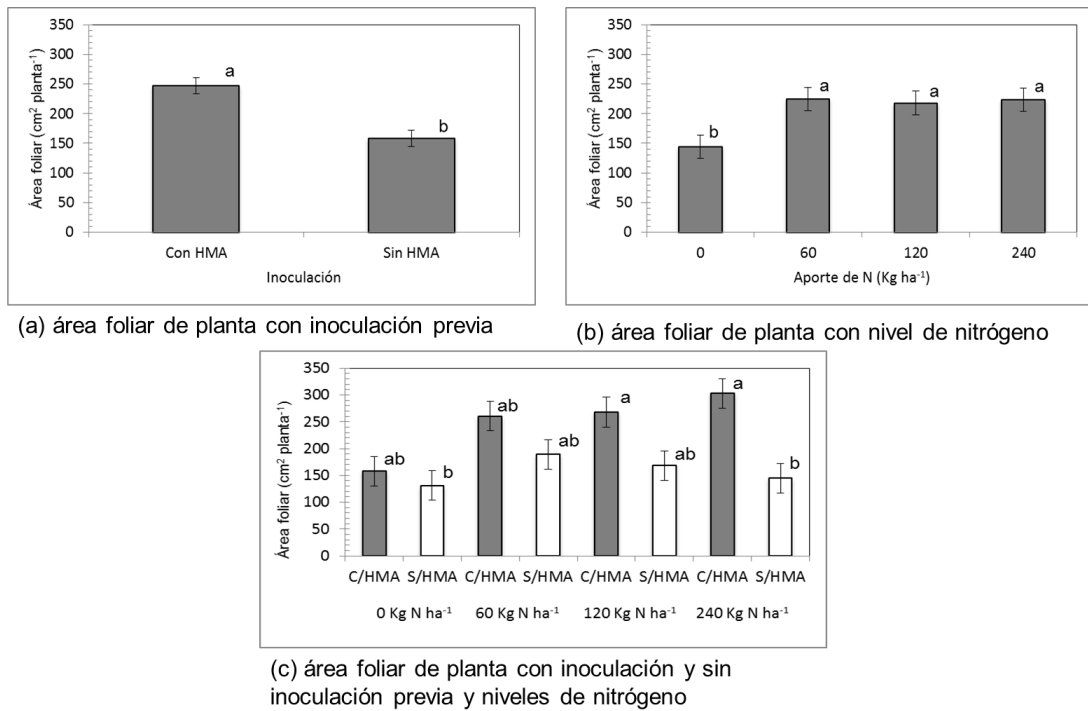 350
300
250
200
150
100
50
0
Área foliar (cm² planta⁻¹)
a
b
Con HMA
Sin HMA
Inoculación
(a) área foliar de planta con inoculación previa
350
300
250
200
150
100
50
0
Área foliar (cm² planta⁻¹)
b
a
a
a
0 60 120 240
Aporte de N (Kg ha⁻¹)
(b) área foliar de planta con nivel de nitrógeno
350
300
250
200
150
100
50
0
Área foliar (cm² planta⁻¹)
ab
b
ab
ab
a
ab
a
b
C/HMA S/HMA C/HMA S/HMA C/HMA S/HMA C/HMA S/HMA
0 Kg N ha⁻¹ 60 Kg N ha⁻¹ 120 Kg N ha⁻¹ 240 Kg N ha⁻¹
(c) área foliar de planta con inoculación y sin
inoculación previa y niveles de nitrógeno